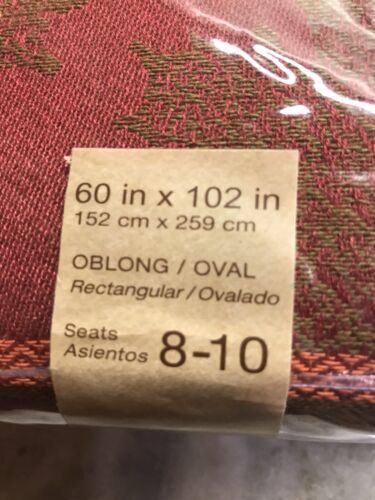 60 in x 102 in
152 cm x 259 cm
OBLONG / OVAL
Rectangular / Ovalado
Seats
Asientos 8-10